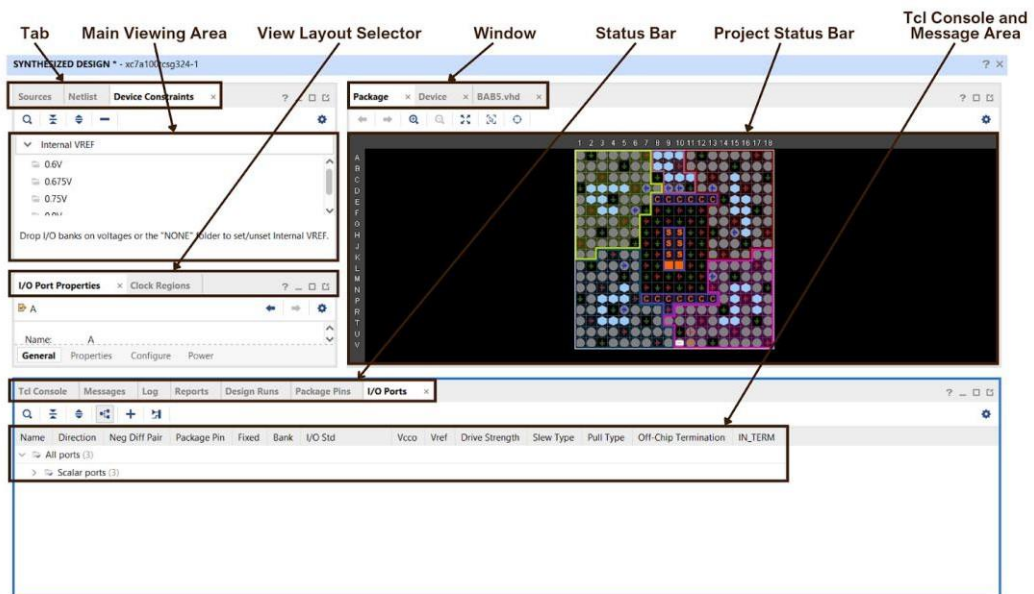 Tab Main Viewing Area View Layout Selector Window Status Bar Project Status Bar Tcl Console and Message Area
SYNTHESIZED DESIGN * - xc7a100tcsg324-1 ? ×
Sources Netlist Device Constraints × ? _
Internal VREF
0.6V
0.675V
0.75V
Drop I/O banks on voltages or the "NONE" folder to set/unset Internal VREF.
I/O Port Properties × Clock Regions ? _
A
Name: A
General Properties Configure Power
Package × Device × BAB5.vhd × ?
1 2 3 4 5 6 7 8 9 10 11 12 13 14 15 16 17 18
A
B
C
D
E C C C C C C
F
G
H S S
J S S
K S S
L
M
N
P C C C C C C C
R
T
U
V
Tcl Console Messages Log Reports Design Runs Package Pins I/O Ports × ? _
Name Direction Neg Diff Pair Package Pin Fixed Bank I/O Std Vcco Vref Drive Strength Slew Type Pull Type Off-Chip Termination IN_TERM
All ports (3)
Scalar ports (3)